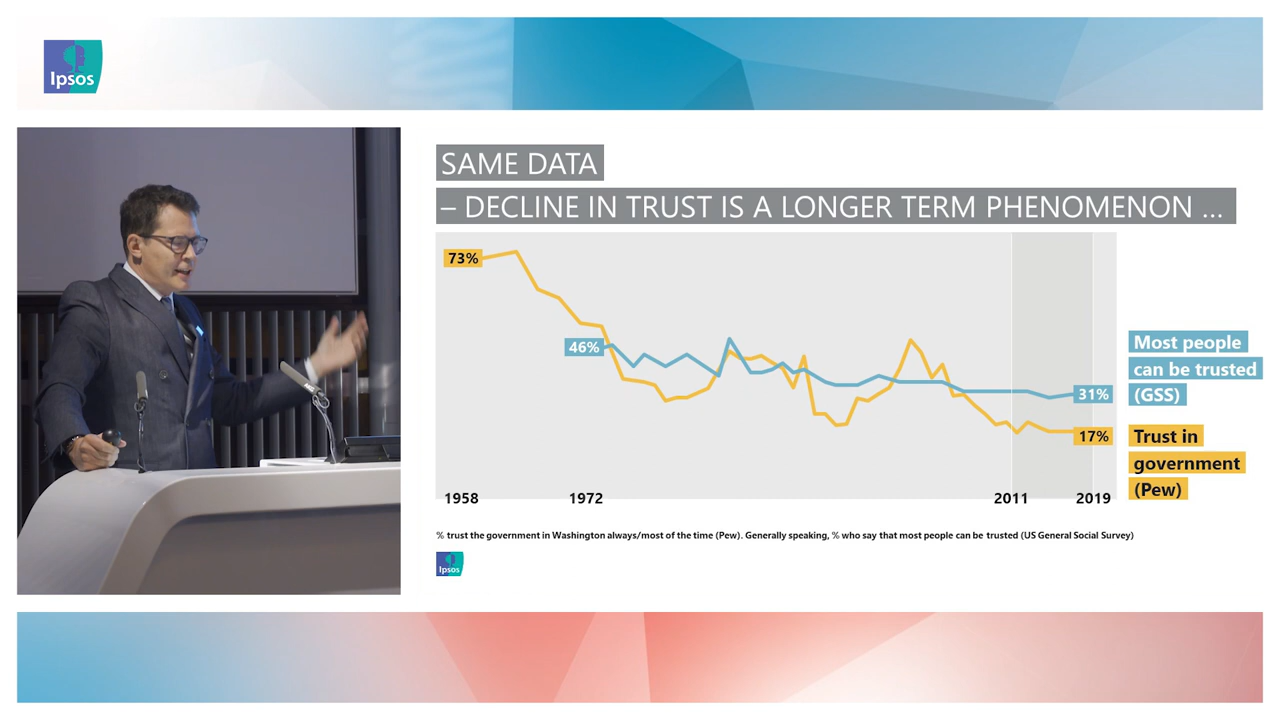 Ipsos
SAME DATA
– DECLINE IN TRUST IS A LONGER TERM PHENOMENON ...
73%
46%
31%
17%
Most people
can be trusted
(GSS)
Trust in
government
(Pew)
1958 1972 2011 2019
% trust the government in Washington always/most of the time (Pew). Generally speaking, % who say that most people can be trusted (US General Social Survey)
Ipsos